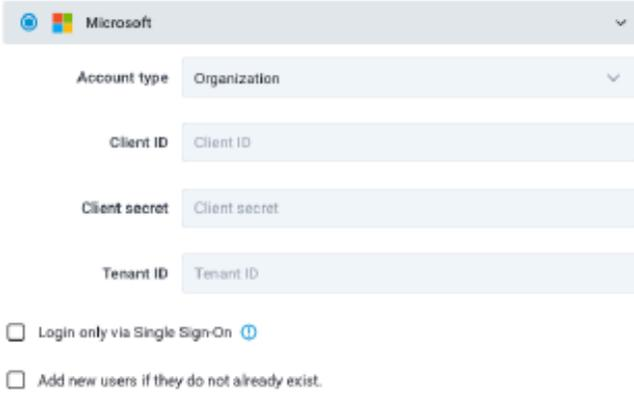 Microsoft
Account type Organization
Client ID Client ID
Client secret Client secret
Tenant ID Tenant ID
Login only via Single Sign-On
Add new users if they do not already exist.